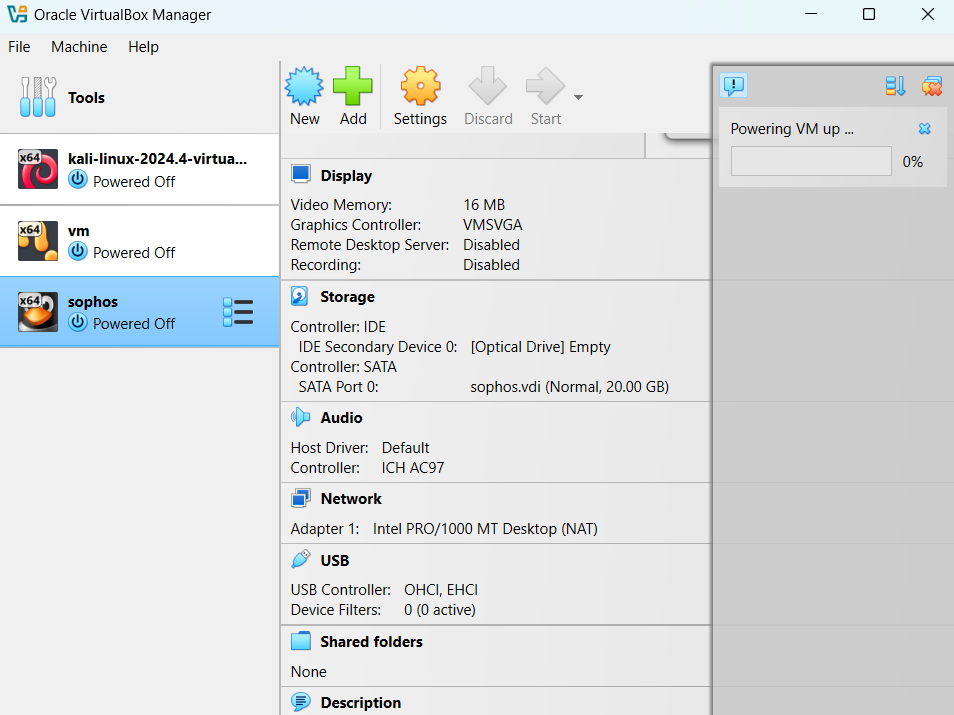 Oracle VirtualBox Manager
File Machine Help
Tools
x64
kali-linux-2024.4-virtua...
Powered Off
x64
vm
Powered Off
x64
sophos
Powered Off
New Add Settings Discard Start
Display
Video Memory: 16 MB
Graphics Controller: VMSVGA
Remote Desktop Server: Disabled
Recording: Disabled
Storage
Controller: IDE
IDE Secondary Device 0: [Optical Drive] Empty
Controller: SATA
SATA Port 0: sophos.vdi (Normal, 20.00 GB)
Audio
Host Driver: Default
Controller: ICH AC97
Network
Adapter 1: Intel PRO/1000 MT Desktop (NAT)
USB
USB Controller: OHCI, EHCI
Device Filters: 0 (0 active)
Shared folders
None
Description
Powering VM up ...
0%